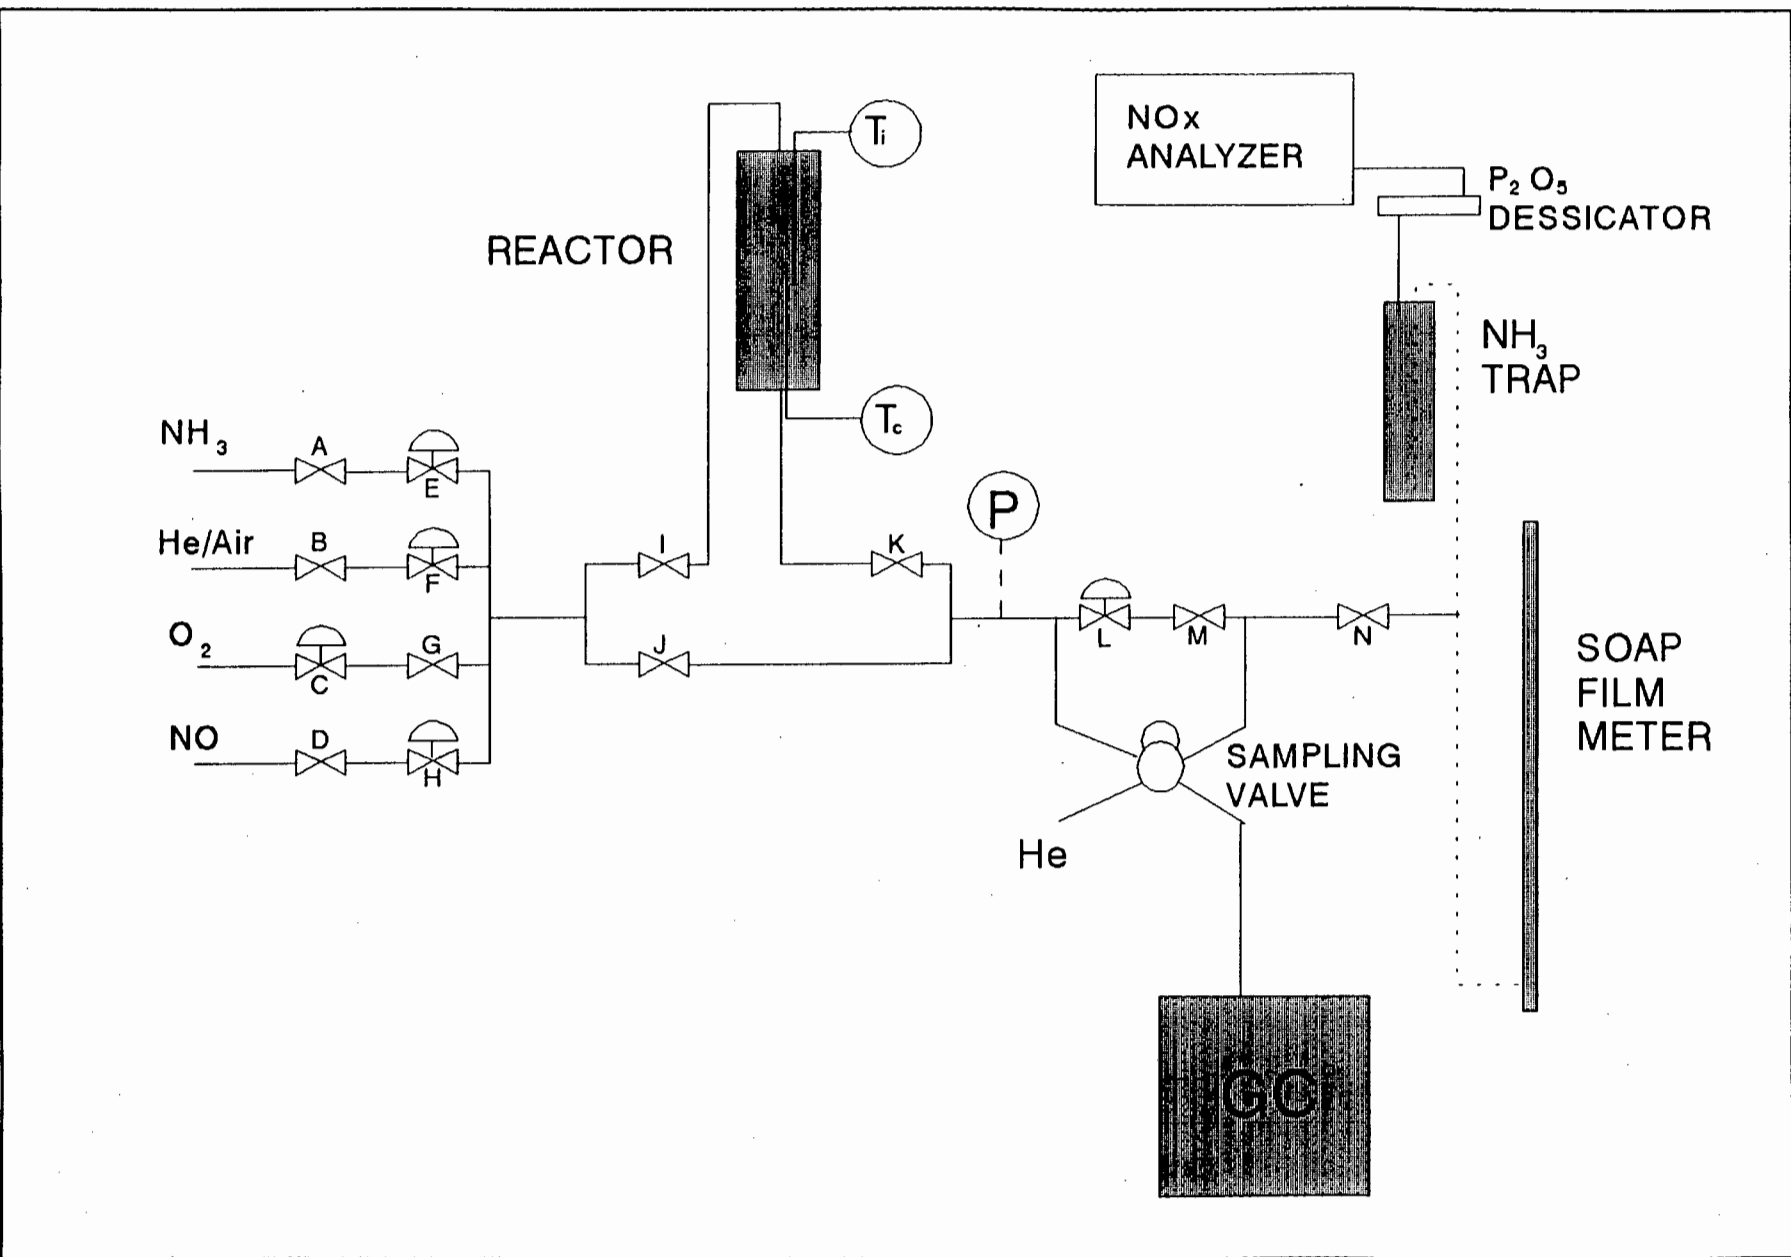 NOx
ANALYZER
Ti
P₂ O₅
DESSICATOR
REACTOR
NH₃
TRAP
Tc
NH₃
A
E
P
He/Air
B
F
I
K
L
M
N
O₂
C
G
J
SOAP
FILM
METER
NO
D
H
SAMPLING
VALVE
He
GC